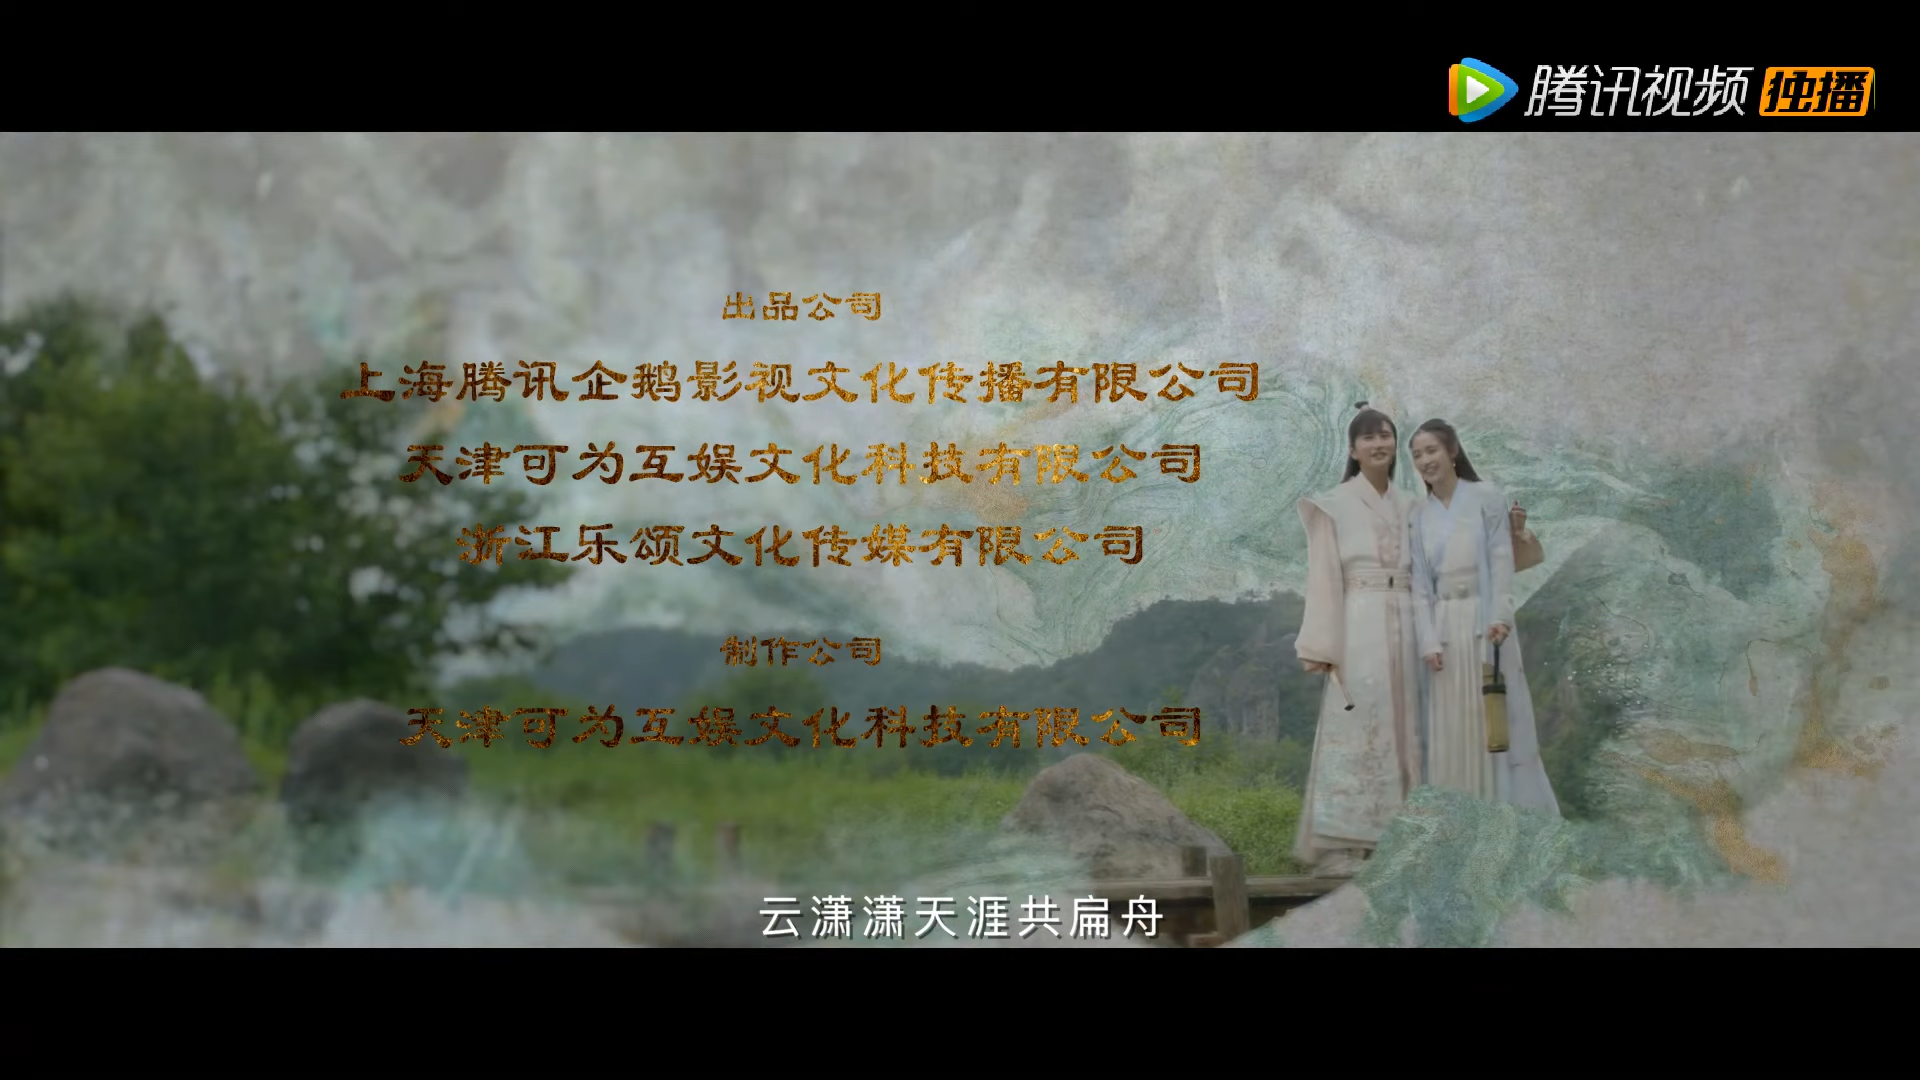 腾讯视频 独播
出品公司
上海腾讯企鹅影视文化传播有限公司
天津可为互娱文化科技有限公司
浙江乐颂文化传媒有限公司
制作公司
天津可为互娱文化科技有限公司
云潇潇天涯共扁舟